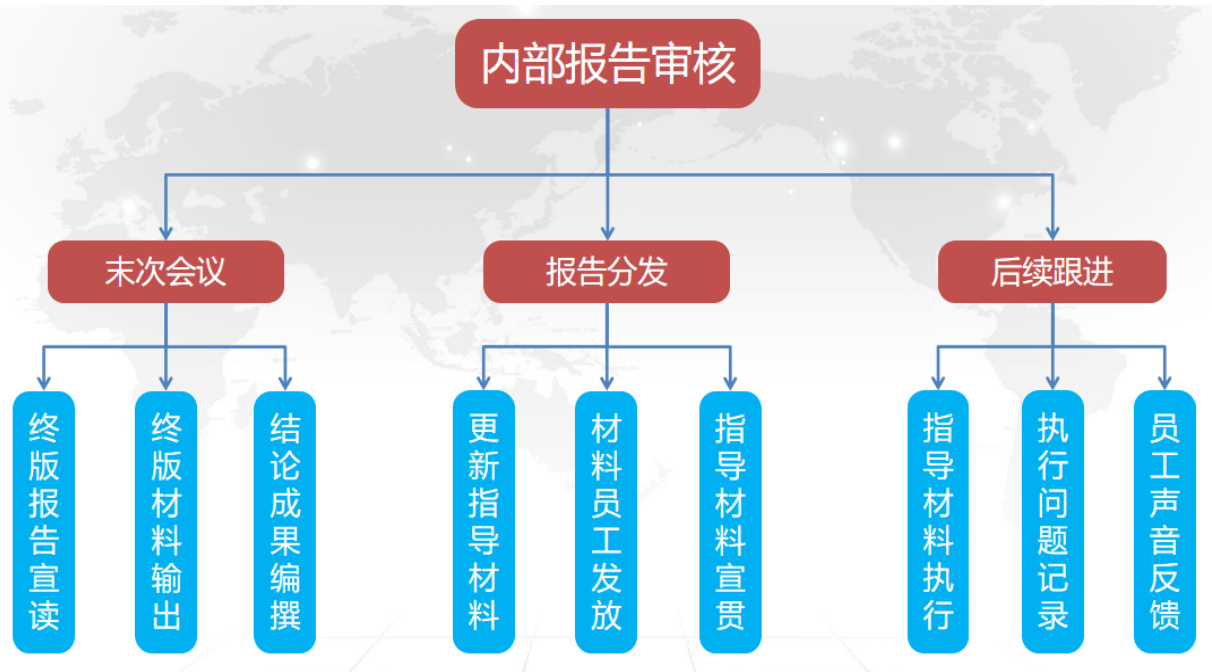 内部报告审核
末次会议
报告分发
后续跟进
终版报告宣读
终版材料输出
结论成果编撰
更新指导材料
材料员工发放
指导材料宣贯
指导材料执行
执行问题记录
员工声音反馈